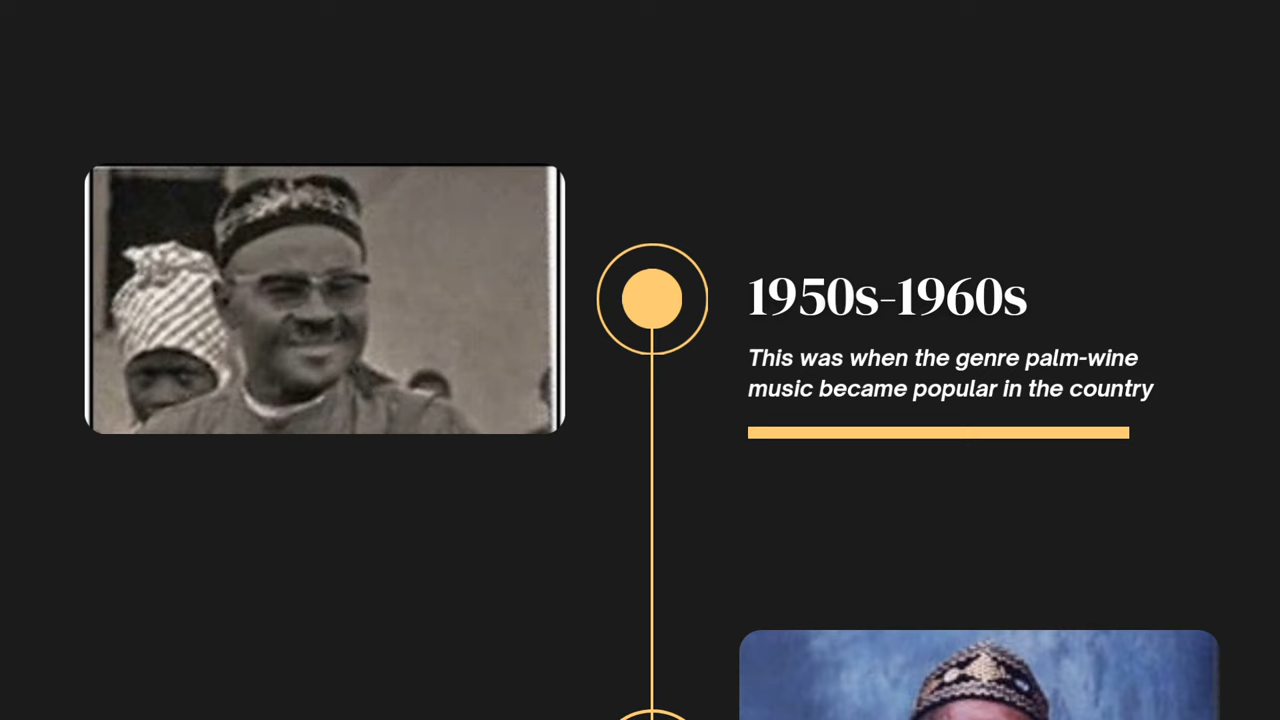 1950s-1960s
This was when the genre palm-wine
music became popular in the country